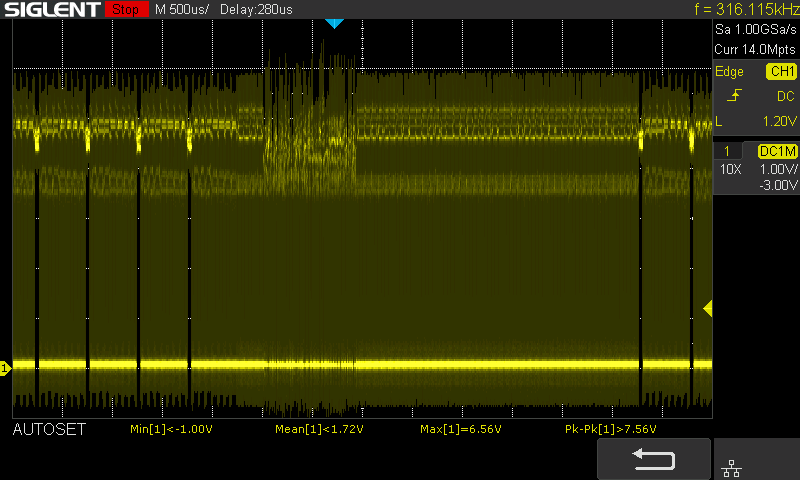 SIGLENT Stop M 500us/ Delay:280us f = 316.115kHz
Sa 1.00GSa/s
Curr 14.0Mpts
Edge CH1
DC
L 1.20V
1 DC1M
10X 1.00V/
-3.00V
1
AUTOSET Min[1]<-1.00V Mean[1]<1.72V Max[1]=6.56V Pk-Pk[1]>7.56V